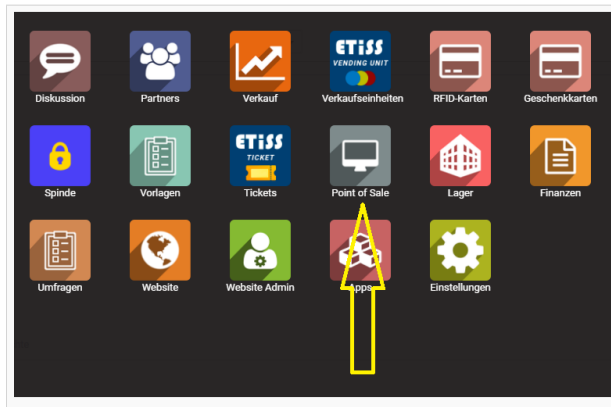 ETiSS
VENDING UNIT
Diskussion
Partners
Verkauf
Verkaufseinheiten
RFID-Karten
Geschenkkarten
ETiSS
TICKET
Spinde
Vorlagen
Tickets
Point of Sale
Lager
Finanzen
Umfragen
Website
Website Admin
Apps
Einstellungen